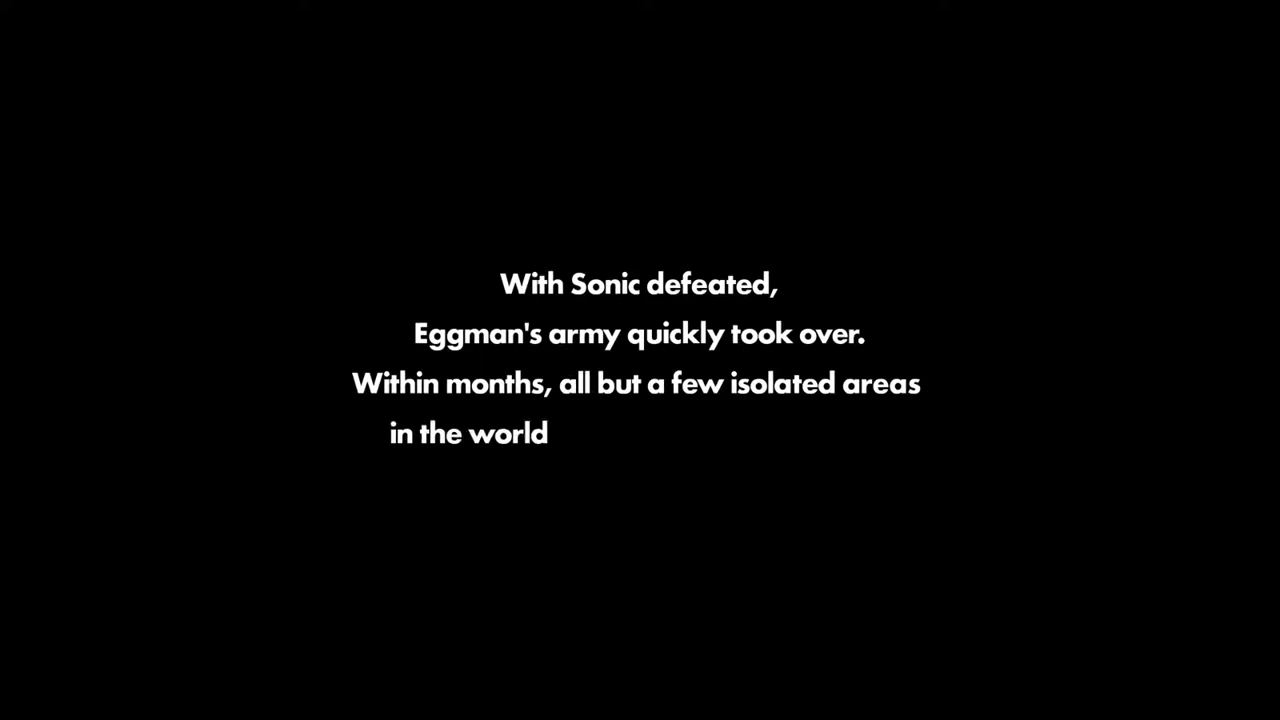 With Sonic defeated,
Eggman's army quickly took over.
Within months, all but a few isolated areas
in the world